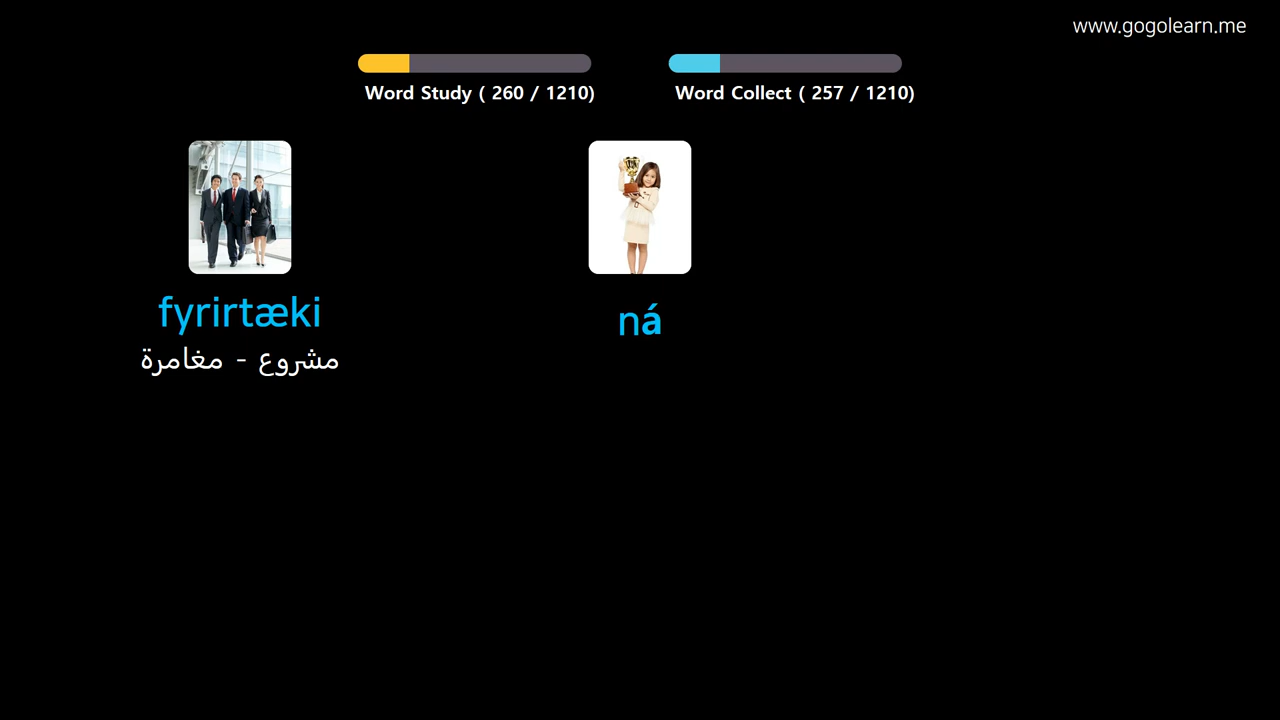 www.gogolearn.me
Word Study ( 260 / 1210)
Word Collect ( 257 / 1210)
fyrirtæki
مشروع - مغامرة
ná